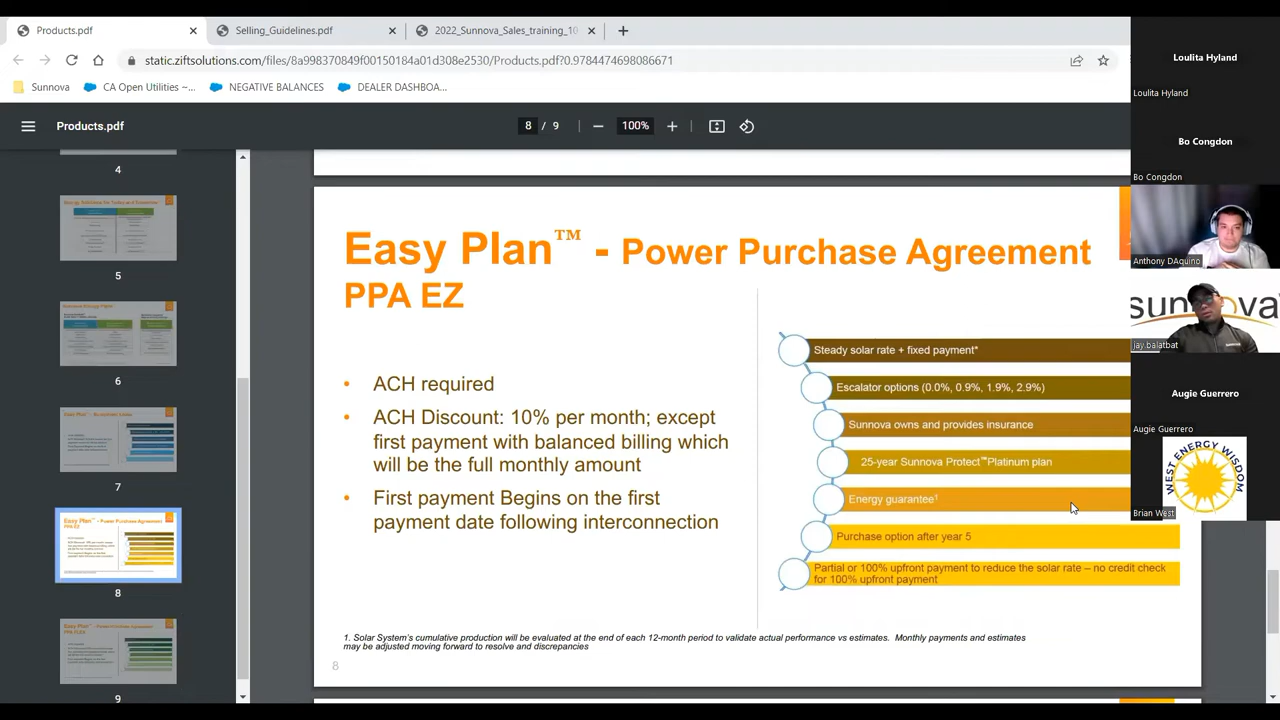 Products.pdf
Selling_Guidelines.pdf
2022_Sunnova_Sales_training_10
static.ziftsolutions.com/files/8a998370849f00150184a01d308e2530/Products.pdf?0.9784474698086671
Sunnova
CA Open Utilities ~...
NEGATIVE BALANCES
DEALER DASHBOA...
Products.pdf
8 / 9
100%
4
5
6
7
8
9
Easy Plan™ - Power Purchase Agreement
PPA EZ
• ACH required
• ACH Discount: 10% per month; except
first payment with balanced billing which
will be the full monthly amount
• First payment Begins on the first
payment date following interconnection
Steady solar rate + fixed payment*
Escalator options (0.0%, 0.9%, 1.9%, 2.9%)
Sunnova owns and provides insurance
25-year Sunnova Protect™Platinum plan
Energy guarantee¹
Purchase option after year 5
Partial or 100% upfront payment to reduce the solar rate – no credit check
for 100% upfront payment
1. Solar System's cumulative production will be evaluated at the end of each 12-month period to validate actual performance vs estimates. Monthly payments and estimates
may be adjusted moving forward to resolve and discrepancies
8
Loulita Hyland
Loulita Hyland
Bo Congdon
Bo Congdon
Anthony DAquino
sunnova
jay.balatbat
Augie Guerrero
Augie Guerrero
WEST ENERGY WISDOM
Brian West